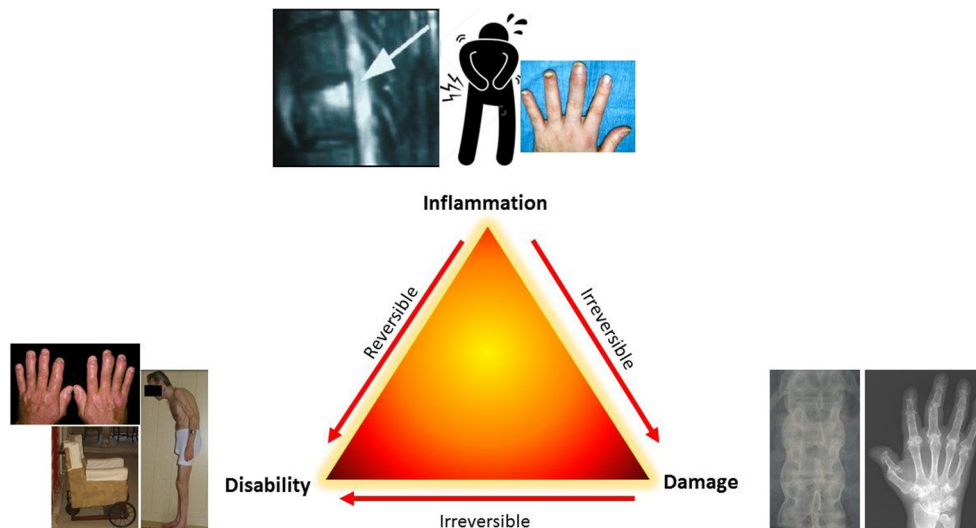 Inflammation
Reversible
Irreversible
Disability
Damage
Irreversible